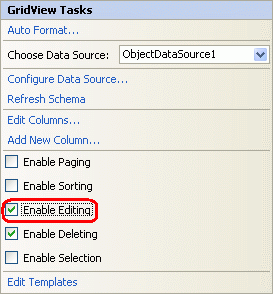 GridView Tasks
Auto Format...
Choose Data Source: ObjectDataSource1
Configure Data Source...
Refresh Schema
Edit Columns...
Add New Column...
Enable Paging
Enable Sorting
Enable Editing
Enable Deleting
Enable Selection
Edit Templates